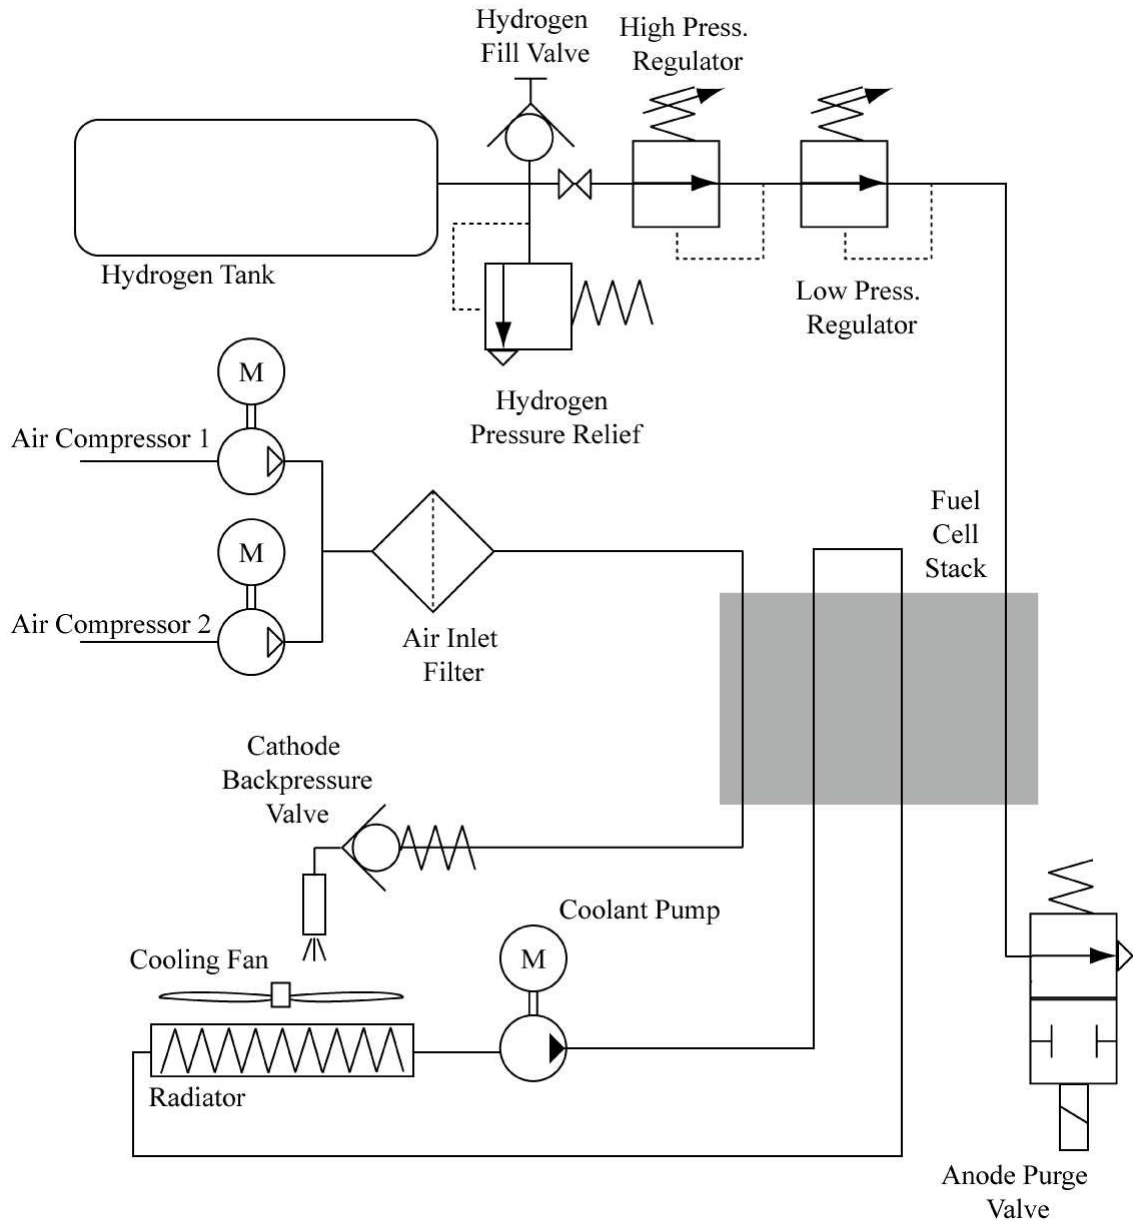 Hydrogen
Fill Valve
High Press.
Regulator
Hydrogen Tank
Low Press.
Regulator
Hydrogen
Pressure Relief
M
Air Compressor 1
M
Air Compressor 2
Air Inlet
Filter
Fuel
Cell
Stack
Cathode
Backpressure
Valve
Coolant Pump
M
Cooling Fan
Radiator
Anode Purge
Valve